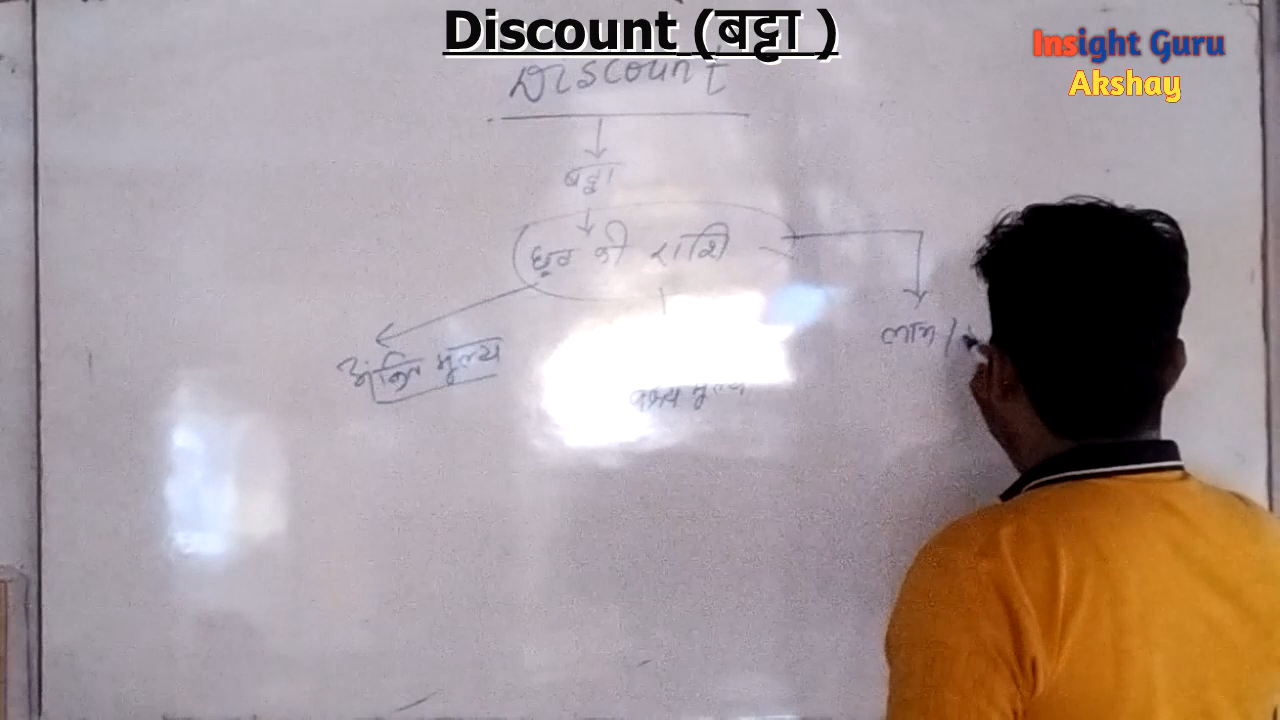 Discount (बट्टा )
Insight Guru
Akshay
Discount
बट्टा
छूट की राशि
लाभ /
अंकित मूल्य
मूल्य